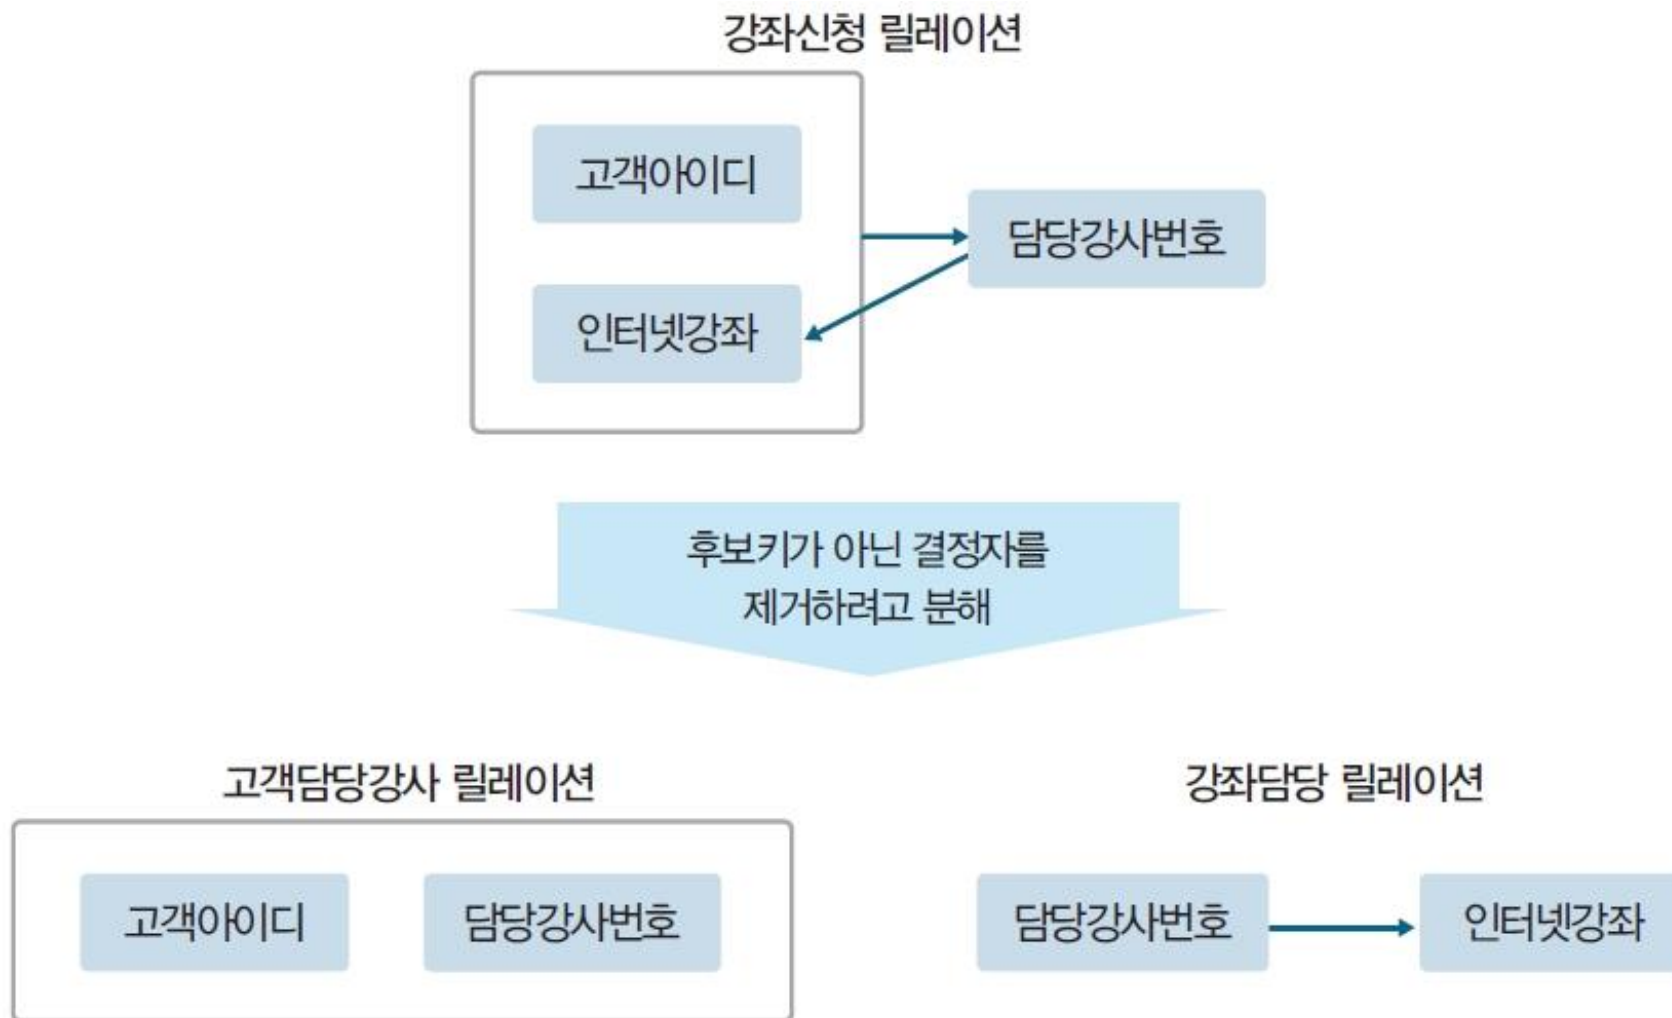 강좌신청 릴레이션
고객아이디
담당강사번호
인터넷강좌
후보키가 아닌 결정자를
제거하려고 분해
고객담당강사 릴레이션
강좌담당 릴레이션
고객아이디
담당강사번호
담당강사번호
인터넷강좌